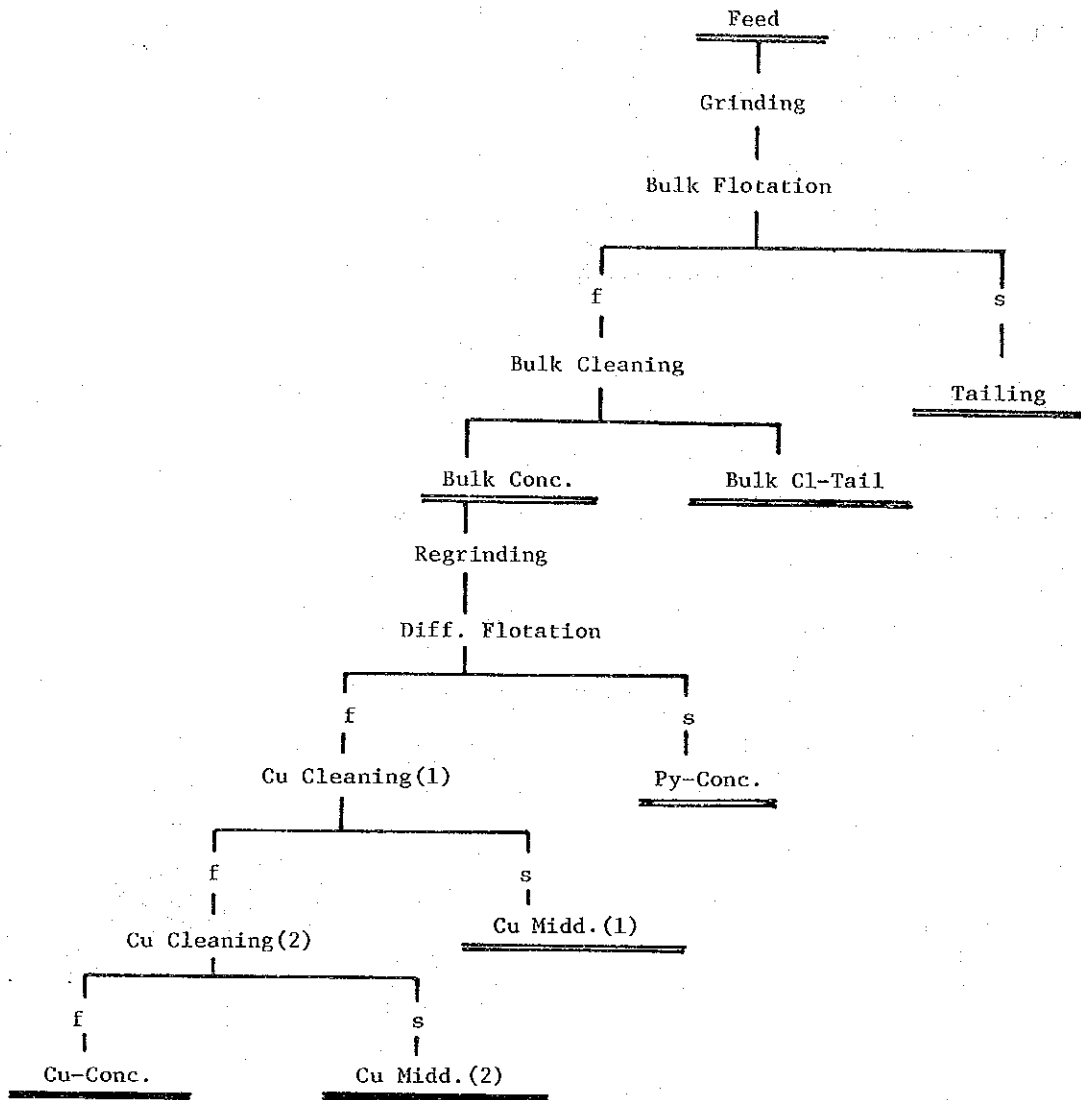 Feed
Grinding
Bulk Flotation
f
s
Bulk Cleaning
Tailing
Bulk Conc.
Bulk Cl-Tail
Regrinding
Diff. Flotation
f
s
Cu Cleaning(1)
Py-Conc.
f
s
Cu Cleaning(2)
Cu Midd.(1)
f
s
Cu-Conc.
Cu Midd.(2)